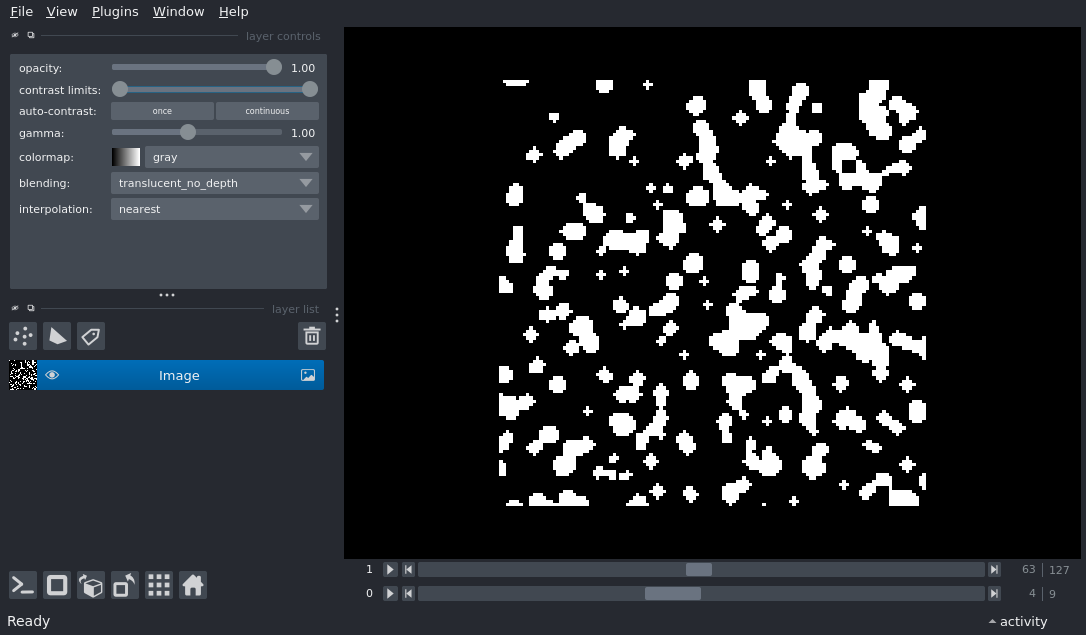 File View Plugins Window Help
layer controls
opacity: 1.00
contrast limits:
auto-contrast: once continuous
gamma: 1.00
colormap: gray
blending: translucent_no_depth
interpolation: nearest
layer list
Image
1 63 127
0 4 9
Ready activity